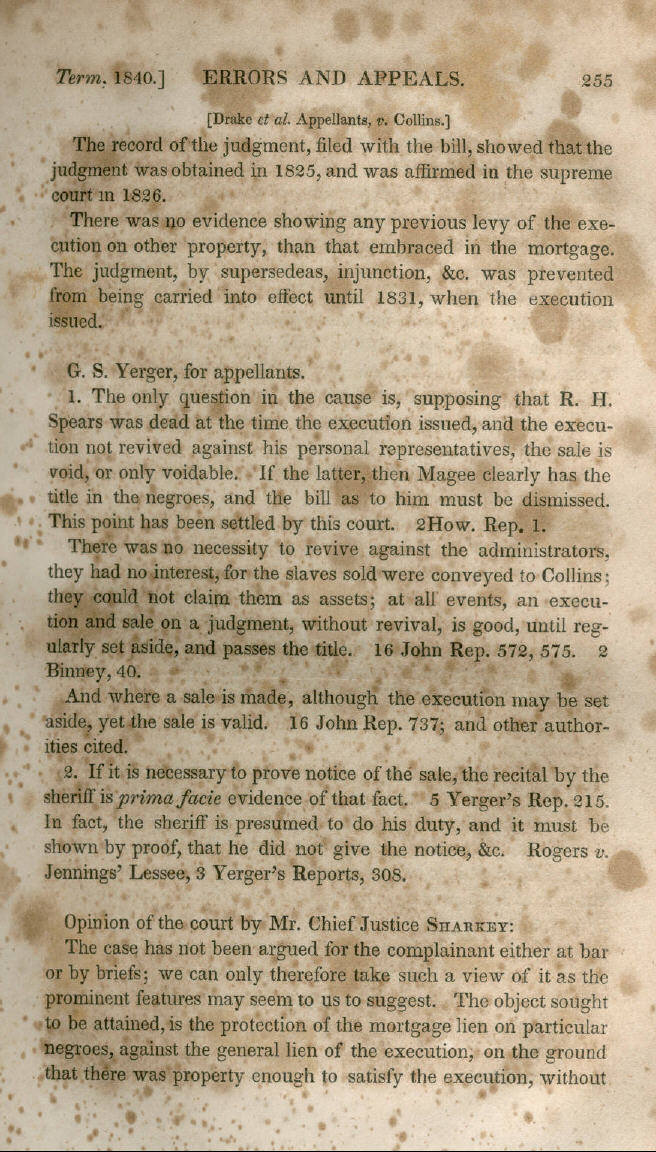 Term. 1840.] ERRORS AND APPEALS. 255
[Drake et al. Appellants, v. Collins.]
The record of the judgment, filed with the bill, showed that the
judgment was obtained in 1825, and was affirmed in the supreme
court in 1826.
There was no evidence showing any previous levy of the exe-
cution on other property, than that embraced in the mortgage.
The judgment, by supersedeas, injunction, &c. was prevented
from being carried into effect until 1831, when the execution
issued.
G. S. Yerger, for appellants.
1. The only question in the cause is, supposing that R. H.
Spears was dead at the time the execution issued, and the execu-
tion not revived against his personal representatives, the sale is
void, or only voidable. If the latter, then Magee clearly has the
title in the negroes, and the bill as to him must be dismissed.
This point has been settled by this court. 2How. Rep. 1.
There was no necessity to revive against the administrators,
they had no interest, for the slaves sold were conveyed to Collins;
they could not claim them as assets; at all events, an execu-
tion and sale on a judgment, without revival, is good, until reg-
ularly set aside, and passes the title. 16 John Rep. 572, 575. 2
Binney, 40.
And where a sale is made, although the execution may be set
aside, yet the sale is valid. 16 John Rep. 737; and other author-
ities cited.
2. If it is necessary to prove notice of the sale, the recital by the
sheriff is prima facie evidence of that fact. 5 Yerger's Rep. 215.
In fact, the sheriff is presumed to do his duty, and it must be
shown by proof, that he did not give the notice, &c. Rogers v.
Jennings' Lessee, 3 Yerger's Reports, 308.
Opinion of the court by Mr. Chief Justice SHARKEY:
The case has not been argued for the complainant either at bar
or by briefs; we can only therefore take such a view of it as the
prominent features may seem to us to suggest. The object sought
to be attained, is the protection of the mortgage lien on particular
negroes, against the general lien of the execution, on the ground
that there was property enough to satisfy the execution, without